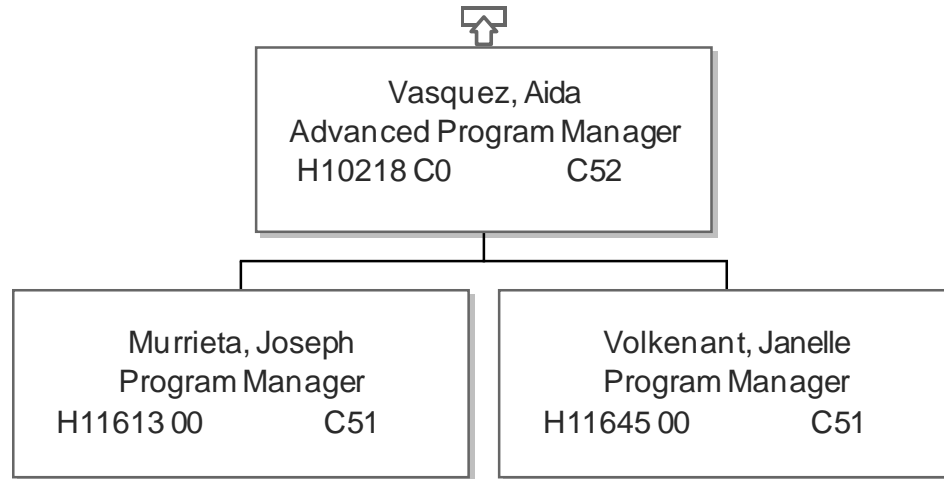 Vasquez, Aida
Advanced Program Manager
H10218 C0 C52
Murrieta, Joseph
Program Manager
H11613 00 C51
Volkenant, Janelle
Program Manager
H11645 00 C51